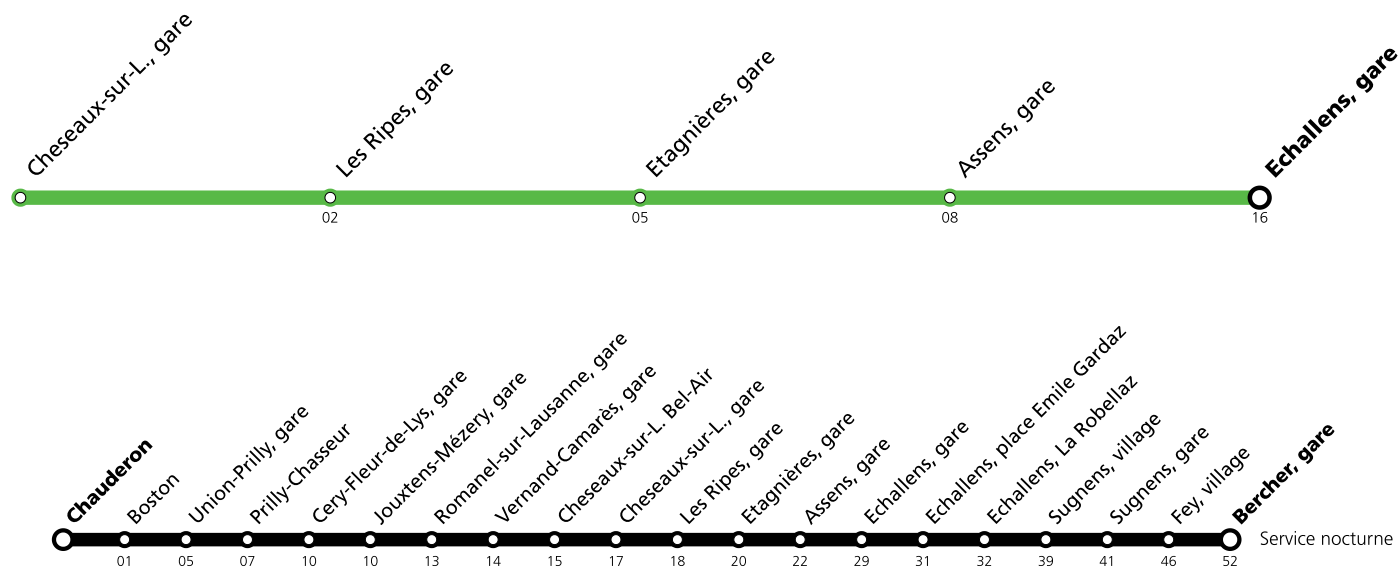 Cheseaux-sur-L., gare
Les Ripes, gare
Etagnières, gare
Assens, gare
Echallens, gare
02
05
08
16
Chauderon
Boston
Union-Prilly, gare
Prilly-Chasseur
Cery-Fleur-de-Lys, gare
Jouxtens-Mézery, gare
Romanel-sur-Lausanne, gare
Vernand-Camarès, gare
Cheseaux-sur-L. Bel-Air
Cheseaux-sur-L., gare
Les Ripes, gare
Etagnières, gare
Assens, gare
Echallens, gare
Echallens, place Emile Gardaz
Echallens, La Robellaz
Sugnens, village
Sugnens, gare
Fey, village
Bercher, gare
Service nocturne
01
05
07
10
10
13
14
15
17
18
20
22
29
31
32
39
41
46
52